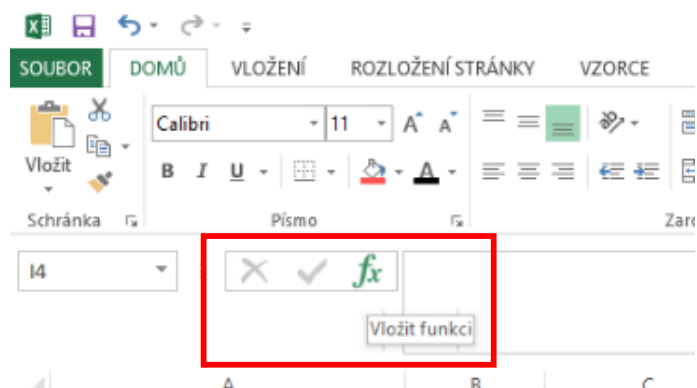 SOUBOR DOMŮ VLOŽENÍ ROZLOŽENÍ STRÁNKY VZORCE
Calibri 11 A A
Vložit B I U A
Schránka Písmo
I4 fx
Vložit funkci
A B C